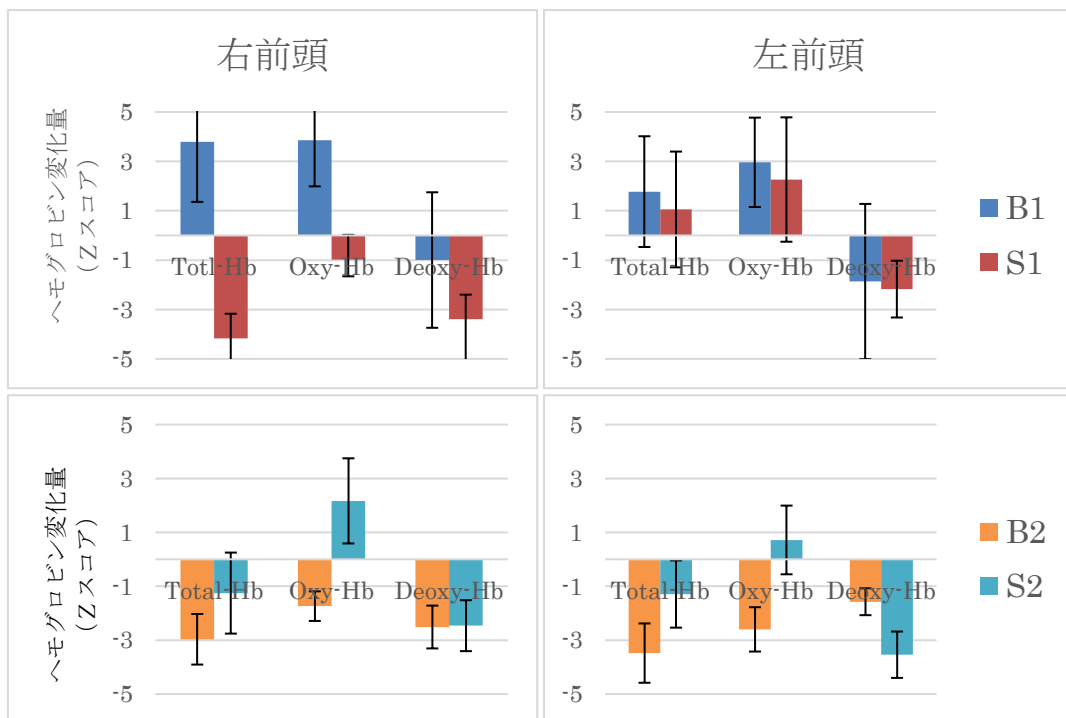 右前頭
ヘモグロビン変化量
(Zスコア)
5
3
1
-1
-3
-5
Totl-Hb
Oxy-Hb
Deoxy-Hb
左前頭
5
3
1
-1
-3
-5
Total-Hb
Oxy-Hb
Deoxy-Hb
B1
S1
ヘモグロビン変化量
(Zスコア)
5
3
1
-1
-3
-5
Total-Hb
Oxy-Hb
Deoxy-Hb
5
3
1
-1
-3
-5
Total-Hb
Oxy-Hb
Deoxy-Hb
B2
S2